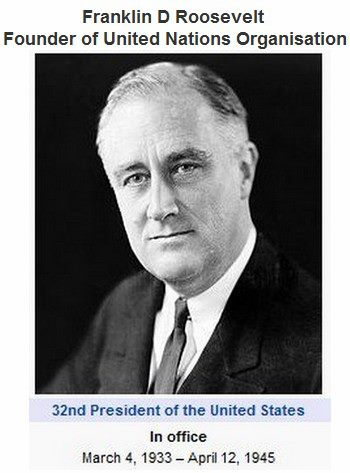 Franklin D Roosevelt
Founder of United Nations Organisation
32nd President of the United States
In office
March 4, 1933 – April 12, 1945